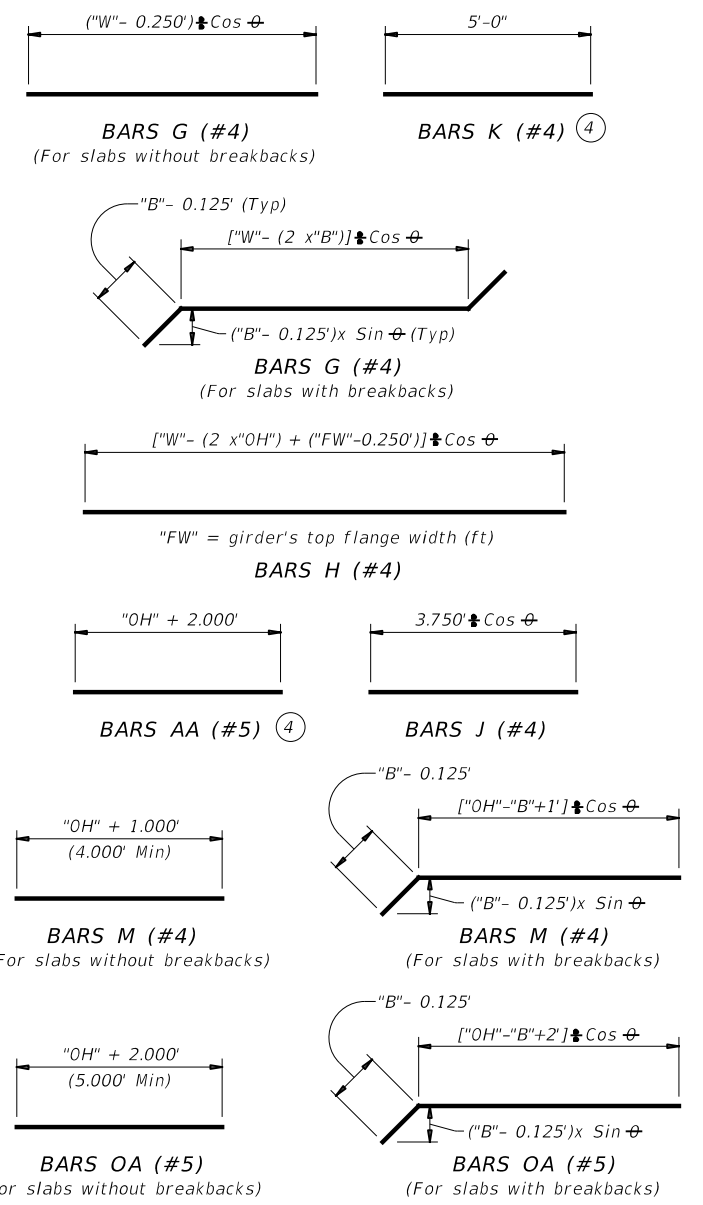 ("W"– 0.250')÷Cos θ
5'-0"
BARS G (#4)
BARS K (#4) 4
(For slabs without breakbacks)
"B"– 0.125' (Typ)
["W"– (2 x"B")]÷Cos θ
("B"– 0.125')x Sin θ (Typ)
BARS G (#4)
(For slabs with breakbacks)
["W"– (2 x"OH") + ("FW"–0.250')]÷Cos θ
"FW" = girder's top flange width (ft)
BARS H (#4)
"OH" + 2.000'
3.750'÷Cos θ
BARS AA (#5) 4
BARS J (#4)
"B"– 0.125'
["OH"–"B"+1']÷Cos θ
"OH" + 1.000'
(4.000' Min)
("B"– 0.125')x Sin θ
BARS M (#4)
BARS M (#4)
For slabs without breakbacks)
(For slabs with breakbacks)
"B"– 0.125'
["OH"–"B"+2']÷Cos θ
"OH" + 2.000'
(5.000' Min)
("B"– 0.125')x Sin θ
BARS OA (#5)
BARS OA (#5)
or slabs without breakbacks)
(For slabs with breakbacks)